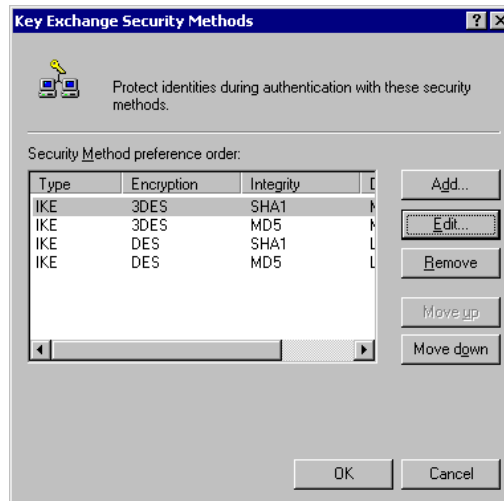 Key Exchange Security Methods
Protect identities during authentication with these security
methods.
Security Method preference order:
Type Encryption Integrity
IKE 3DES SHA1
IKE 3DES MD5
IKE DES SHA1
IKE DES MD5
Add...
Edit...
Remove
Move up
Move down
OK Cancel